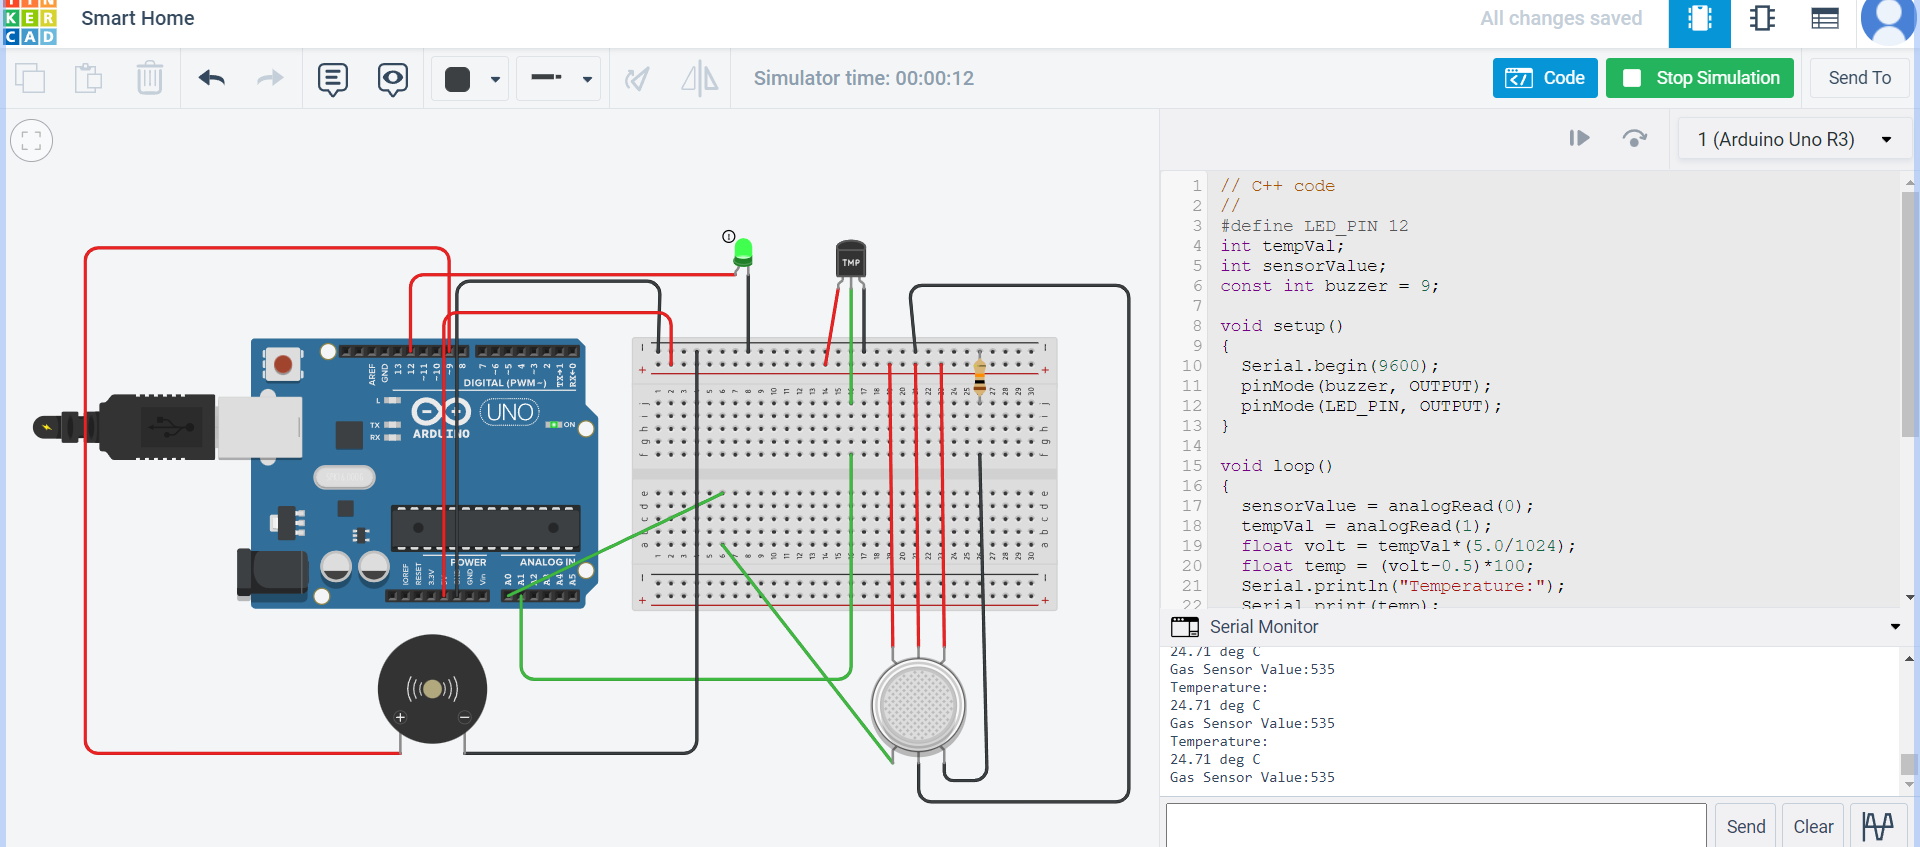 TIN
KER
CAD
Smart Home
All changes saved
Simulator time: 00:00:12
Code
Stop Simulation
Send To
1 (Arduino Uno R3)
1 // C++ code
2 //
3 #define LED_PIN 12
4 int tempVal;
5 int sensorValue;
6 const int buzzer = 9;
7
8 void setup()
9 {
10 Serial.begin(9600);
11 pinMode(buzzer, OUTPUT);
12 pinMode(LED_PIN, OUTPUT);
13 }
14
15 void loop()
16 {
17 sensorValue = analogRead(0);
18 tempVal = analogRead(1);
19 float volt = tempVal*(5.0/1024);
20 float temp = (volt-0.5)*100;
21 Serial.println("Temperature:");
22 Serial.print(temp);
Serial Monitor
24.71 deg C
Gas Sensor Value:535
Temperature:
24.71 deg C
Gas Sensor Value:535
Temperature:
24.71 deg C
Gas Sensor Value:535
Send
Clear
TMP
AREF
GND
13
12
~11
~10
~9
8
7
~6
~5
4
~3
2
TX→1
RX←0
DIGITAL (PWM~)
L
TX
RX
UNO
ARDUINO
ON
IOREF
RESET
3.3V
GND
Vin
POWER
ANALOG IN
A0
A1
A2
A3
A4
A5